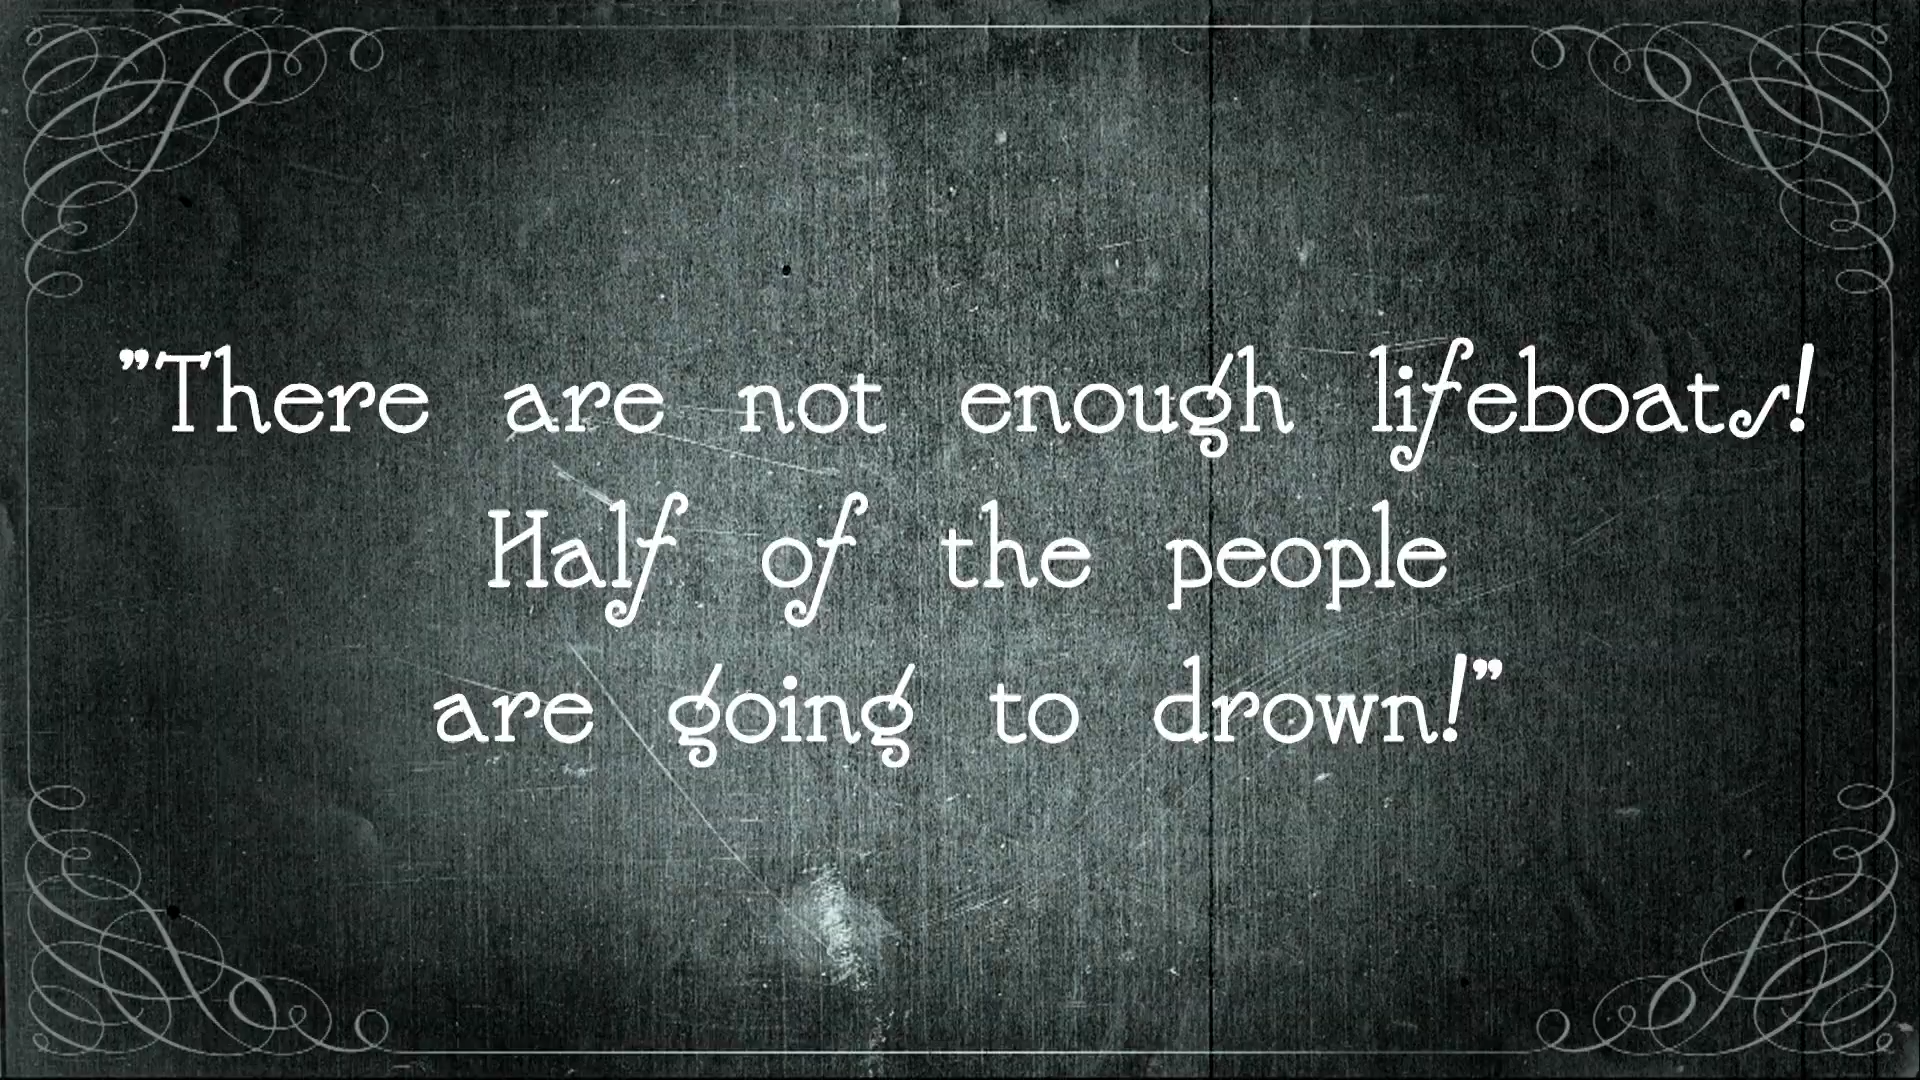 "There are not enough lifeboats!
Half of the people
are going to drown!"